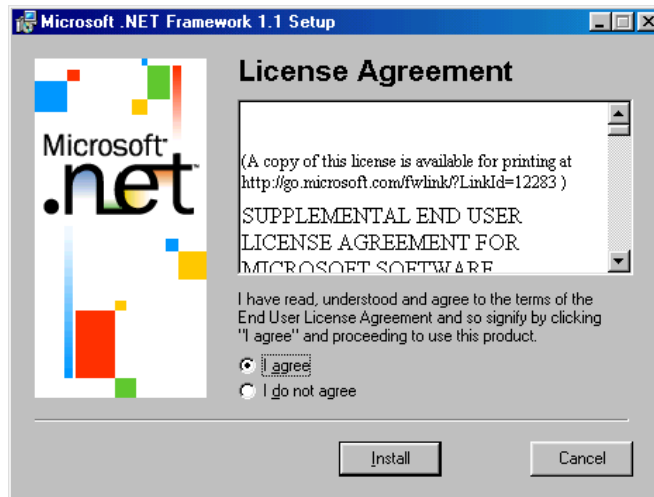 Microsoft .NET Framework 1.1 Setup
License Agreement
Microsoft
.net
(A copy of this license is available for printing at
http://go.microsoft.com/fwlink/?LinkId=12283 )
SUPPLEMENTAL END USER
LICENSE AGREEMENT FOR
MICROSOFT SOFTWARE
I have read, understood and agree to the terms of the
End User License Agreement and so signify by clicking
"I agree" and proceeding to use this product.
I agree
I do not agree
Install
Cancel